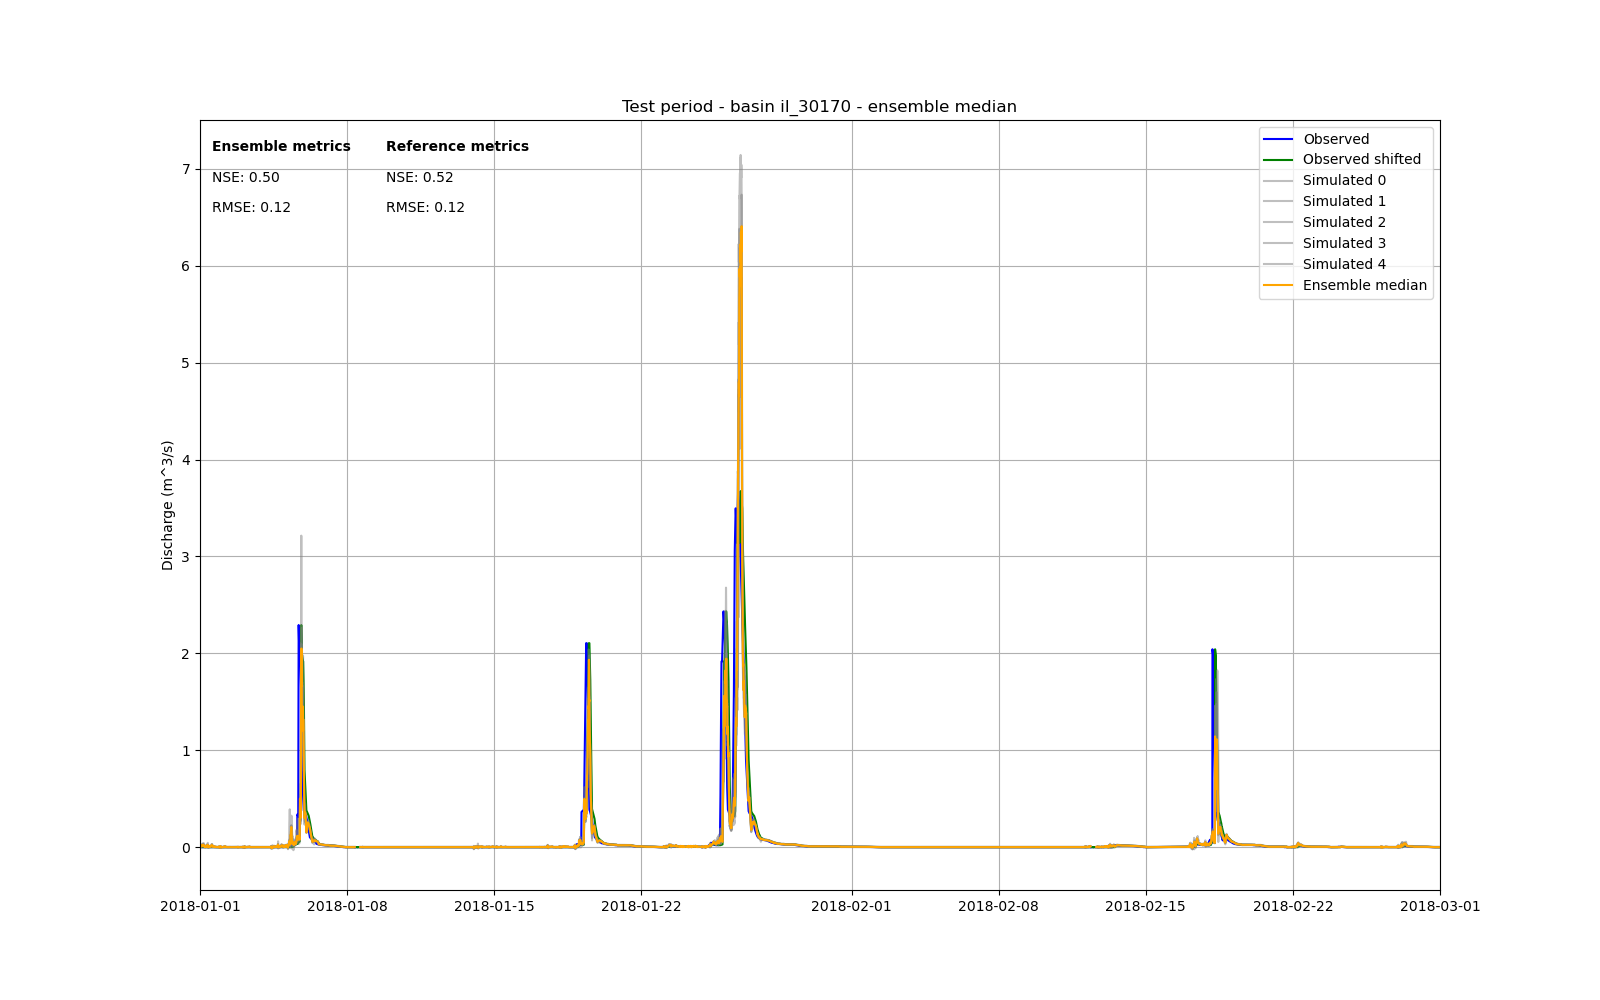 Test period - basin il_30170 - ensemble median
Ensemble metrics
NSE: 0.50
RMSE: 0.12
Reference metrics
NSE: 0.52
RMSE: 0.12
Observed
Observed shifted
Simulated 0
Simulated 1
Simulated 2
Simulated 3
Simulated 4
Ensemble median
Discharge (m^3/s)
7
6
5
4
3
2
1
0
2018-01-01
2018-01-08
2018-01-15
2018-01-22
2018-02-01
2018-02-08
2018-02-15
2018-02-22
2018-03-01